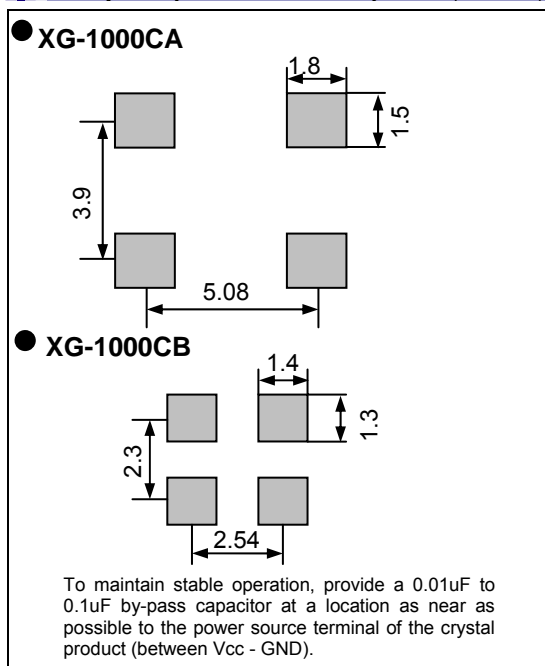 ● XG-1000CA
1.8
1.5
3.9
5.08
● XG-1000CB
1.4
1.3
2.3
2.54
To maintain stable operation, provide a 0.01uF to
0.1uF by-pass capacitor at a location as near as
possible to the power source terminal of the crystal
product (between Vcc - GND).